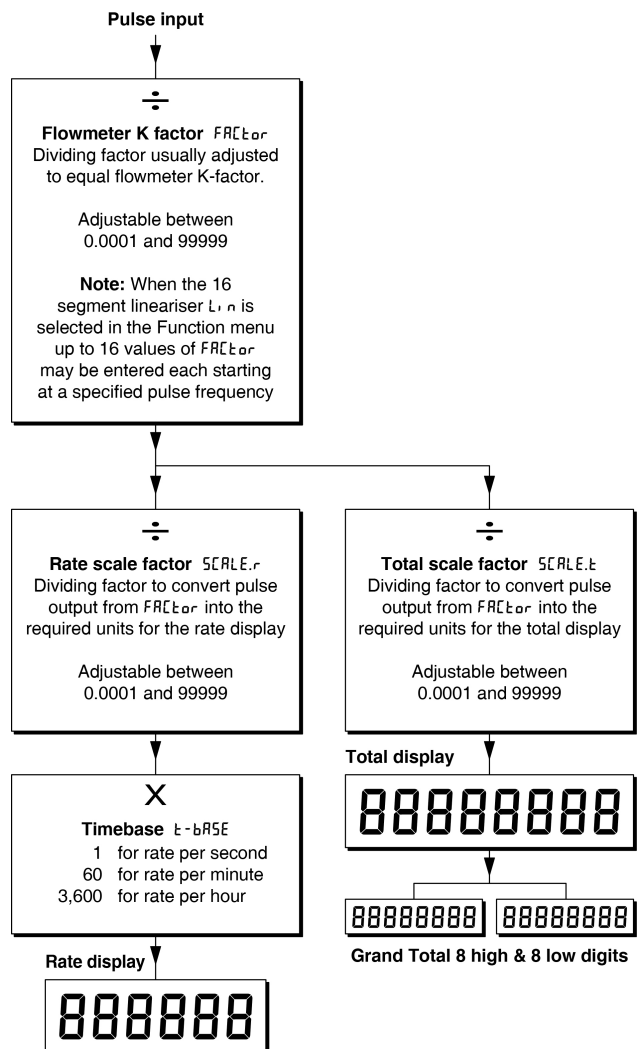 Pulse input
÷
Flowmeter K factor FACtor
Dividing factor usually adjusted
to equal flowmeter K-factor.
Adjustable between
0.0001 and 99999
Note: When the 16
segment lineariser Lin is
selected in the Function menu
up to 16 values of FACtor
may be entered each starting
at a specified pulse frequency
÷
Rate scale factor SCALE.r
Dividing factor to convert pulse
output from FACtor into the
required units for the rate display
Adjustable between
0.0001 and 99999
÷
Total scale factor SCALE.t
Dividing factor to convert pulse
output from FACtor into the
required units for the total display
Adjustable between
0.0001 and 99999
X
Timebase t-bASE
1 for rate per second
60 for rate per minute
3,600 for rate per hour
Rate display
888888
Total display
88888888
88888888 88888888
Grand Total 8 high & 8 low digits